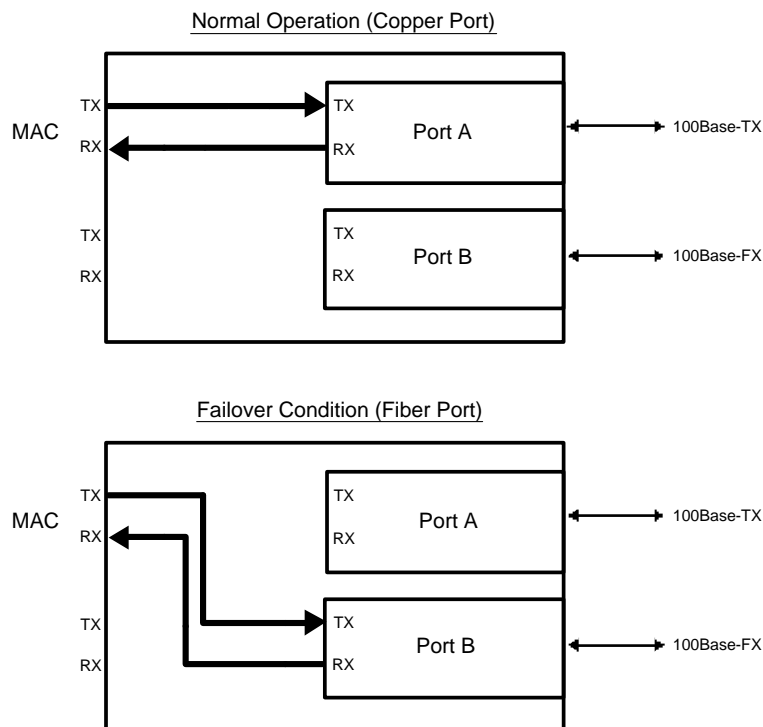 Normal Operation (Copper Port)
TX
TX
MAC
Port A
100Base-TX
RX
RX
TX
TX
Port B
100Base-FX
RX
RX
Failover Condition (Fiber Port)
TX
TX
MAC
Port A
100Base-TX
RX
RX
TX
TX
Port B
100Base-FX
RX
RX